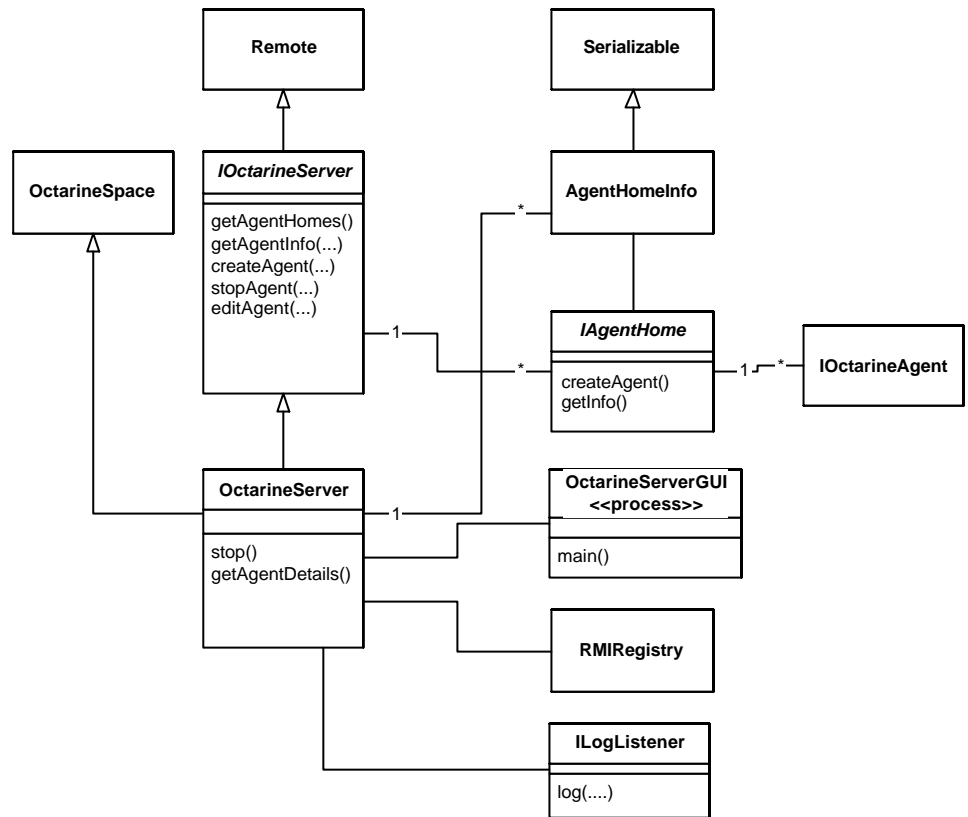 Remote
Serializable
OctarineSpace
IOctarineServer
getAgentHomes()
getAgentInfo(...)
createAgent(...)
stopAgent(...)
editAgent(...)
AgentHomeInfo
*
1
*
IAgentHome
createAgent()
getInfo()
1
*
IOctarineAgent
OctarineServer
stop()
getAgentDetails()
1
OctarineServerGUI
<<process>>
main()
RMIRegistry
ILogListener
log(....)